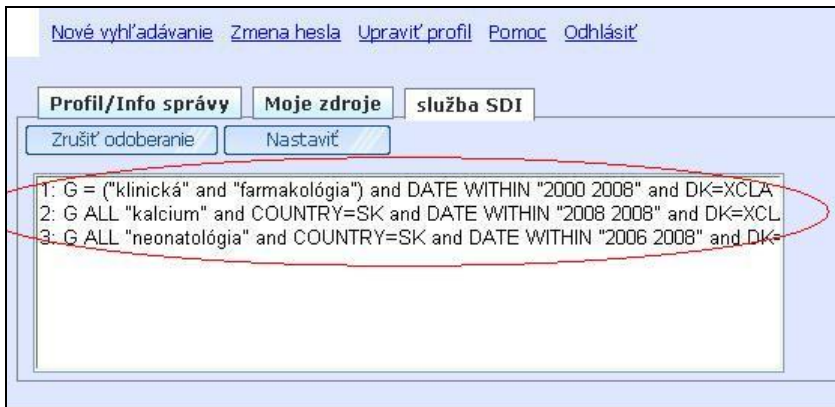 Nové vyhľadávanie Zmena hesla Upraviť profil Pomoc Odhlásiť
Profil/Info správy Moje zdroje služba SDI
Zrušiť odoberanie Nastaviť
1: G = ("klinická" and "farmakológia") and DATE WITHIN "2000 2008" and DK=XCLA
2: G ALL "kalcium" and COUNTRY=SK and DATE WITHIN "2008 2008" and DK=XCL
3: G ALL "neonatológia" and COUNTRY=SK and DATE WITHIN "2006 2008" and DK=